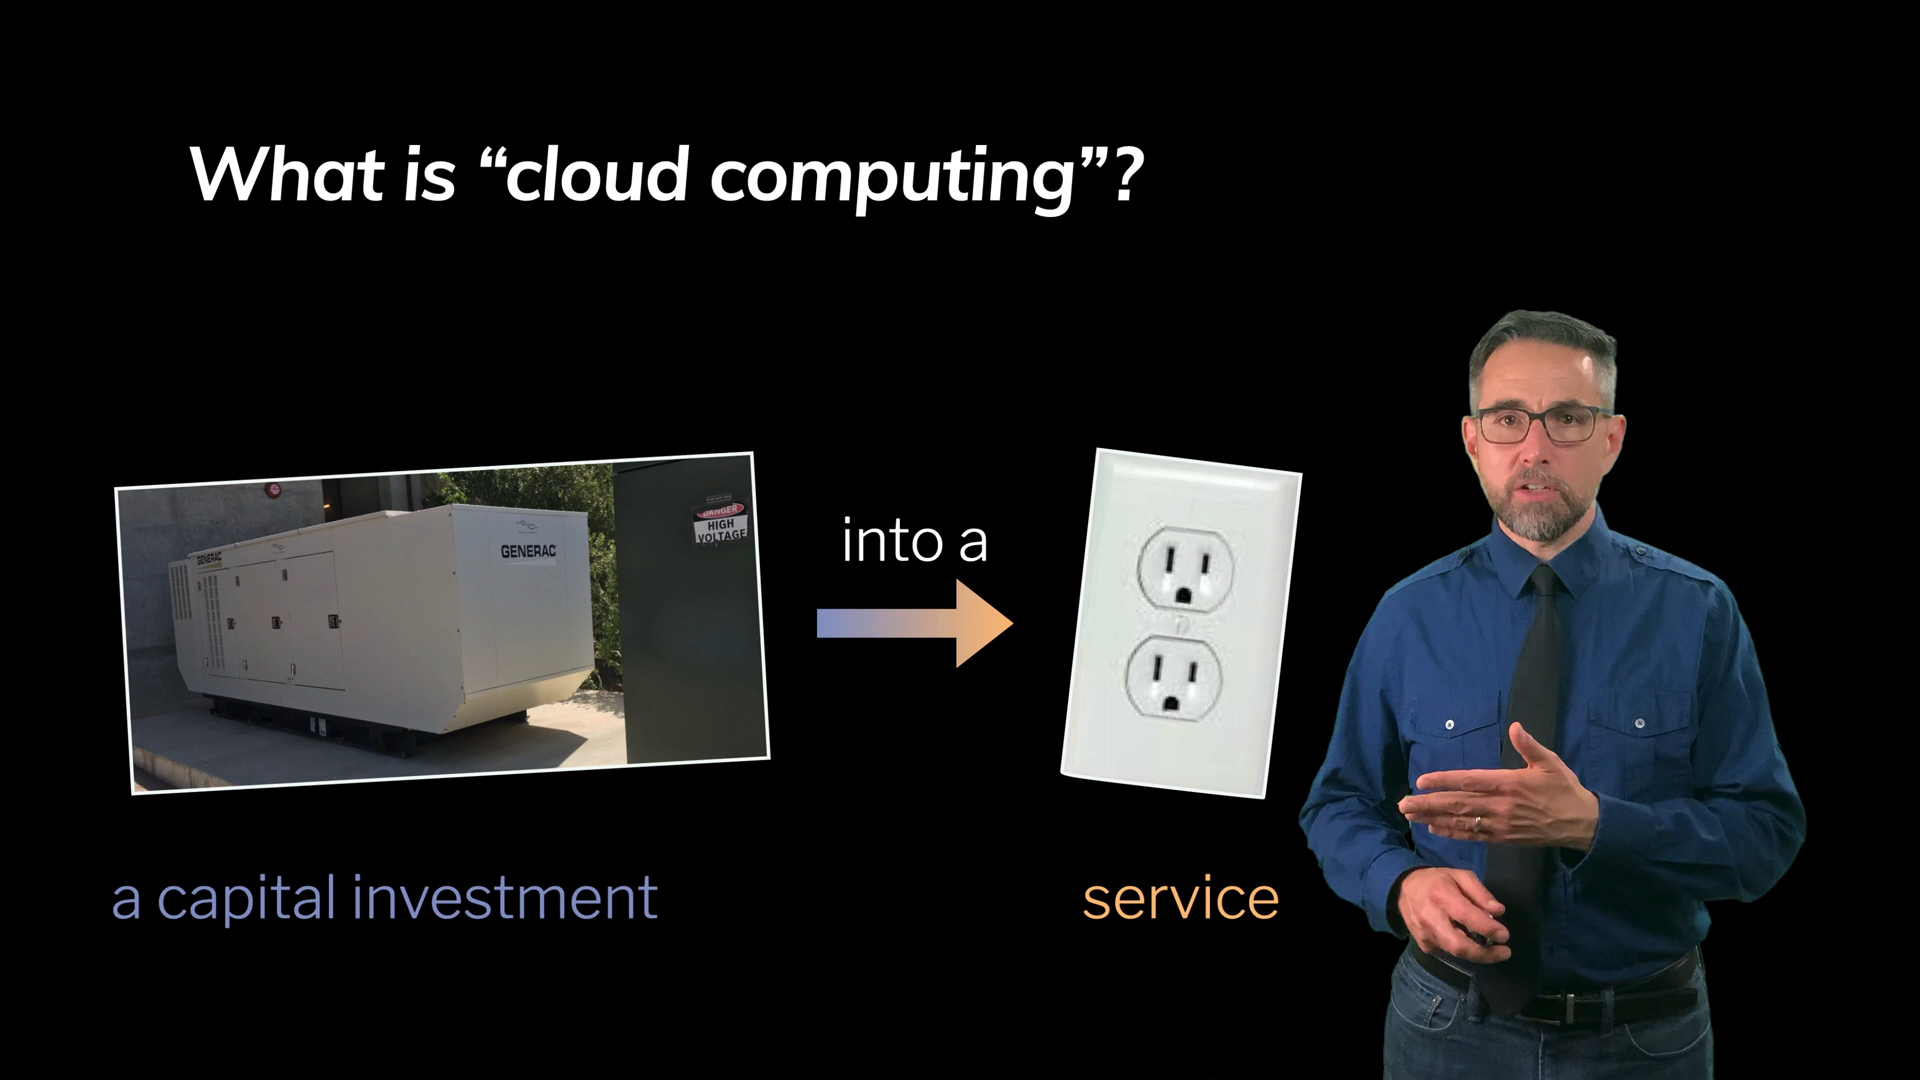 What is “cloud computing”?
GENERAC
GENERAC
DANGER
HIGH
VOLTAGE
into a
a capital investment
service